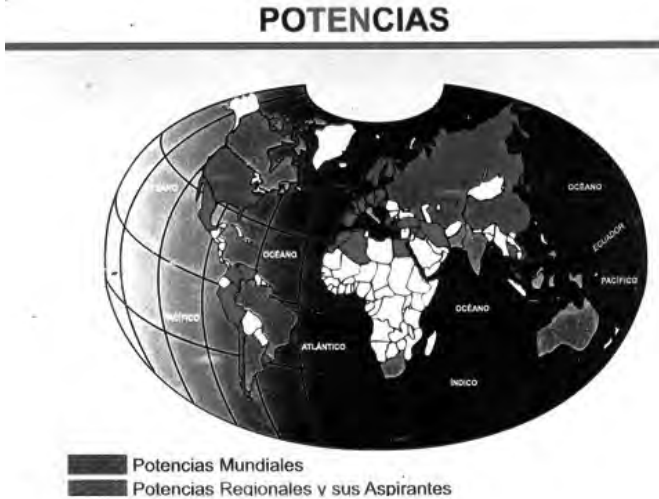 POTENCIAS
OCÉANO
OCÉANO
ECUADOR
OCÉANO
PACÍFICO
OCÉANO
PACÍFICO
ATLÁNTICO
ÍNDICO
Potencias Mundiales
Potencias Regionales y sus Aspirantes